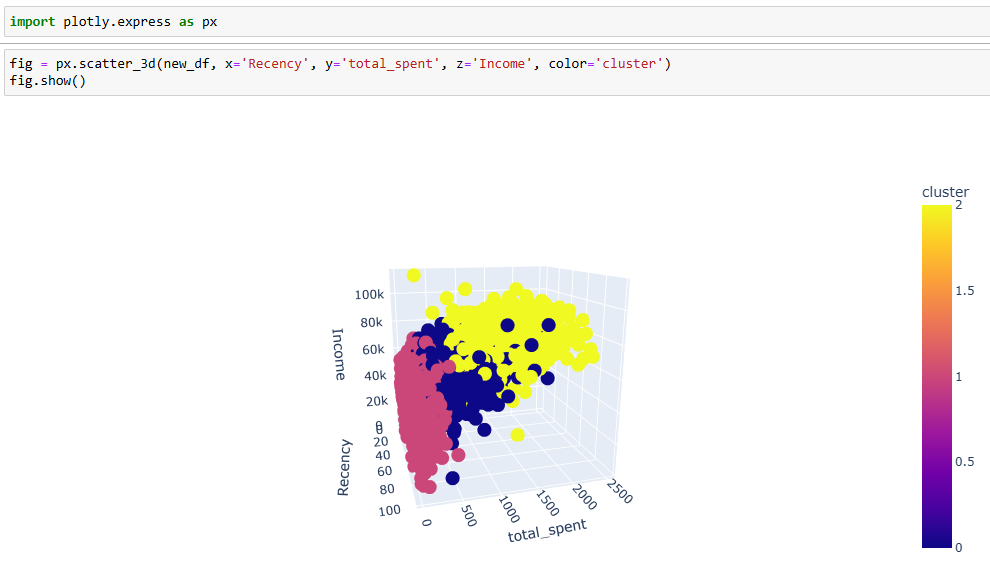 import plotly.express as px
fig = px.scatter_3d(new_df, x='Recency', y='total_spent', z='Income', color='cluster')
fig.show()
cluster
2
1.5
1
0.5
0
100k
80k
60k
40k
20k
0
Income
0
20
40
60
80
100
Recency
0
500
1000
1500
2000
2500
total_spent